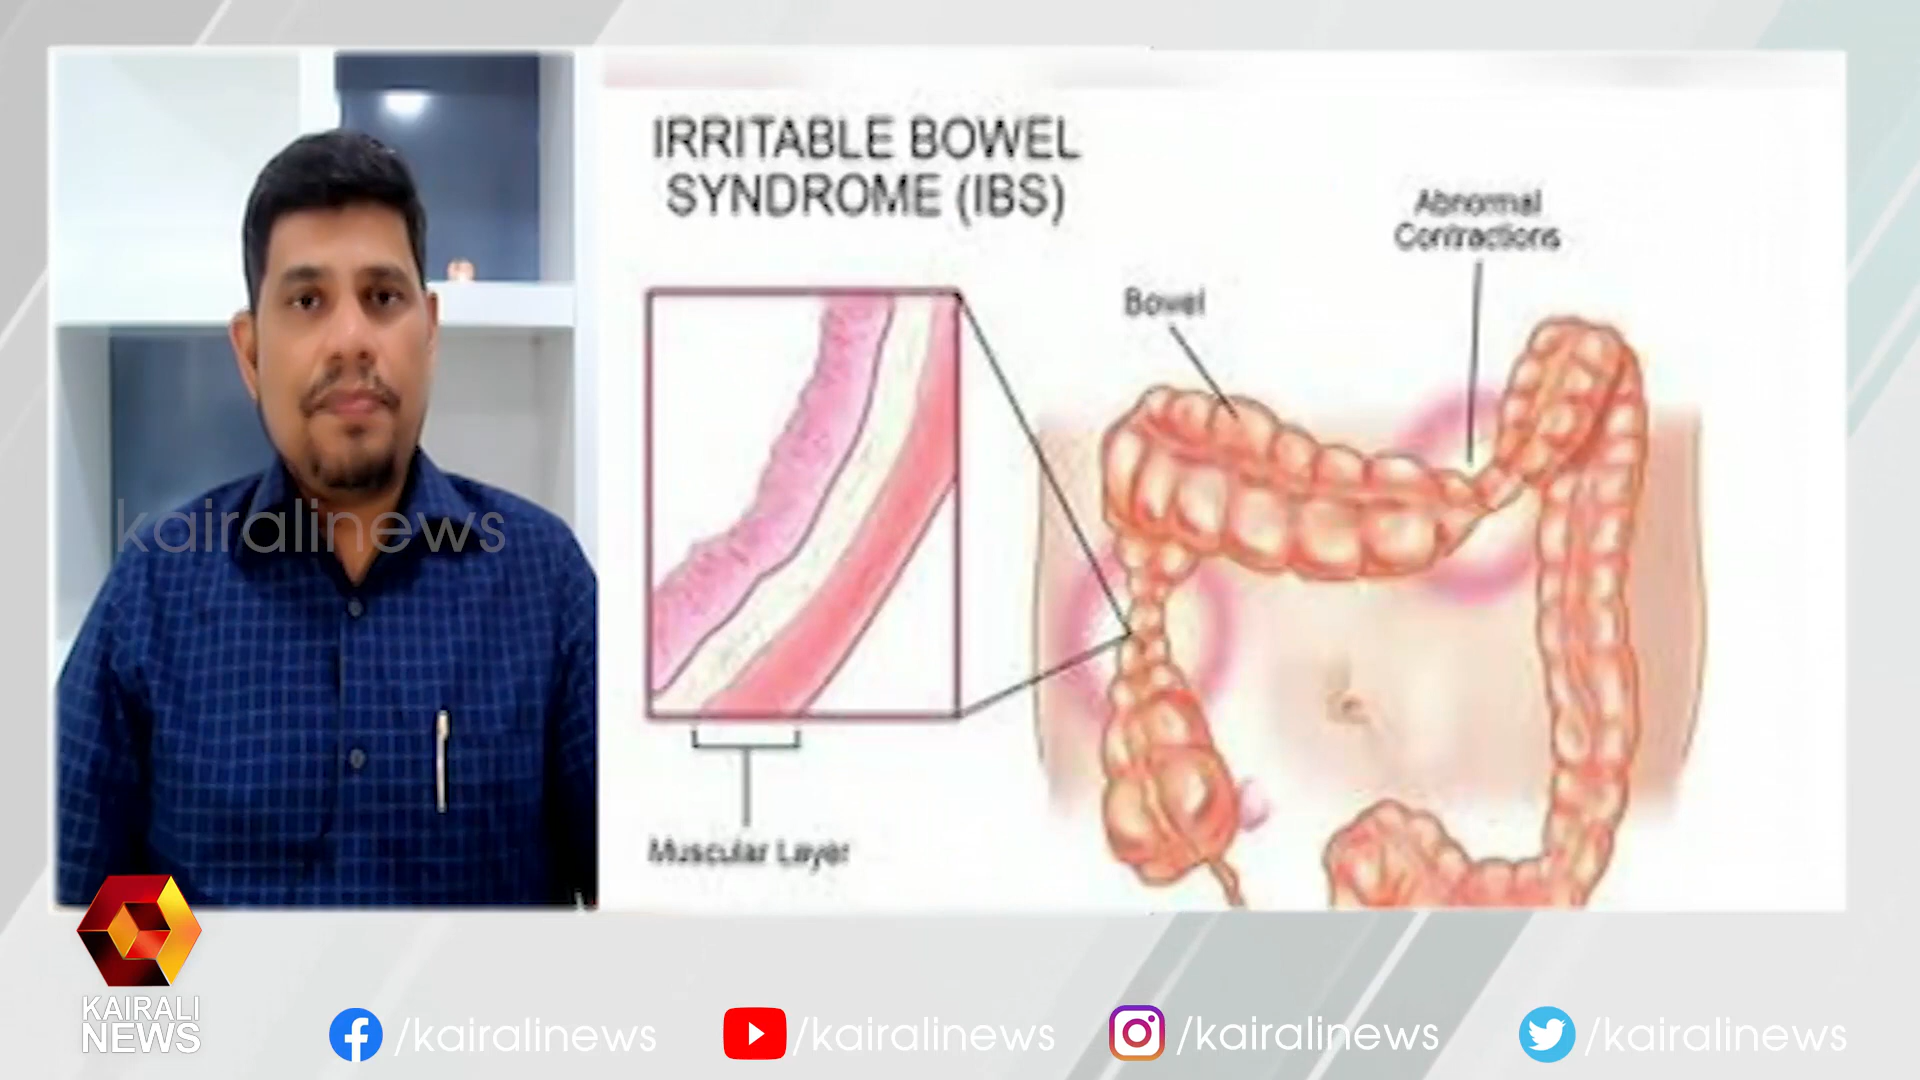 IRRITABLE BOWEL
SYNDROME (IBS)
Abnormal
Contractions
Bowel
Muscular Layer
kairalinews
KAIRALI
NEWS
/kairalinews
/kairalinews
/kairalinews
/kairalinews